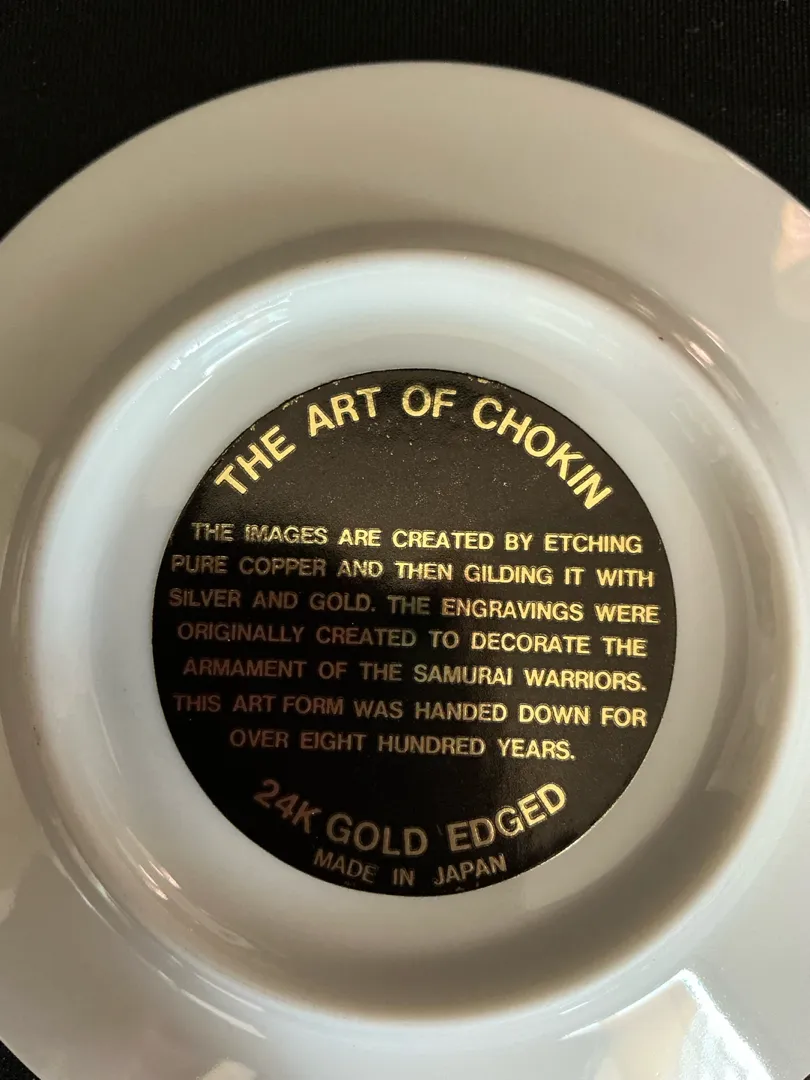 THE ART OF CHOKIN
THE IMAGES ARE CREATED BY ETCHING
PURE COPPER AND THEN GILDING IT WITH
SILVER AND GOLD. THE ENGRAVINGS WERE
ORIGINALLY CREATED TO DECORATE THE
ARMAMENT OF THE SAMURAI WARRIORS.
THIS ART FORM WAS HANDED DOWN FOR
OVER EIGHT HUNDRED YEARS.
24K GOLD EDGED
MADE IN JAPAN